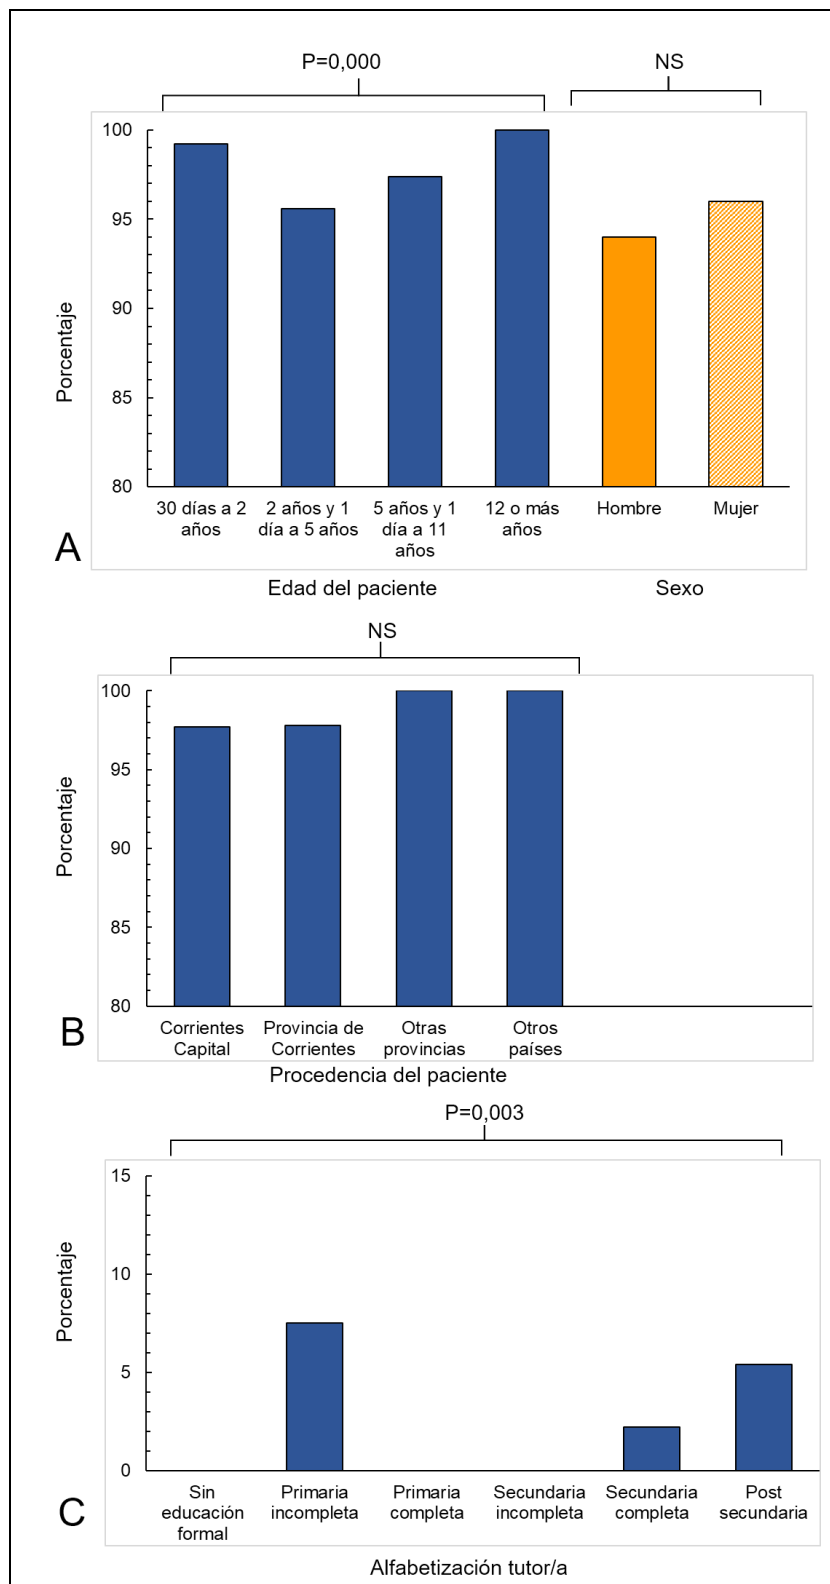 P=0,000
NS
100
95
90
85
80
Porcentaje
30 días a 2
años
2 años y 1
día a 5 años
5 años y 1
día a 11
años
12 o más
años
Hombre
Mujer
A
Edad del paciente
Sexo
NS
100
95
90
85
80
Porcentaje
Corrientes
Capital
Provincia de
Corrientes
Otras
provincias
Otros
países
B
Procedencia del paciente
P=0,003
15
10
5
0
Porcentaje
Sin
educación
formal
Primaria
incompleta
Primaria
completa
Secundaria
incompleta
Secundaria
completa
Post
secundaria
C
Alfabetización tutor/a